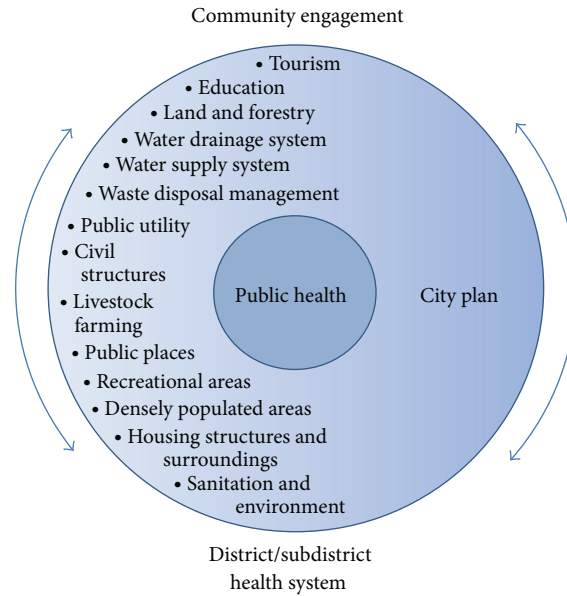 Community engagement
• Tourism
• Education
• Land and forestry
• Water drainage system
• Water supply system
• Waste disposal management
• Public utility
• Civil
structures
• Livestock
farming
• Public places
• Recreational areas
• Densely populated areas
• Housing structures and
surroundings
• Sanitation and
environment
Public health
City plan
District/subdistrict
health system